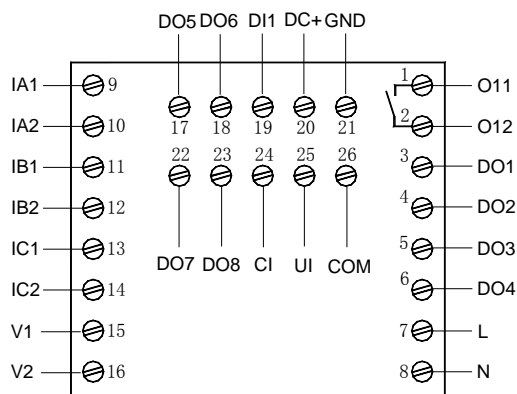 DO5 DO6 DI1 DC+ GND
IA1 9 1 O11
17 18 19 20 21
IA2 10 2 O12
22 23 24 25 26
IB1 11 3 DO1
IB2 12 4 DO2
DO7 DO8 CI UI COM
IC1 13 5 DO3
IC2 14 6 DO4
V1 15 7 L
V2 16 8 N